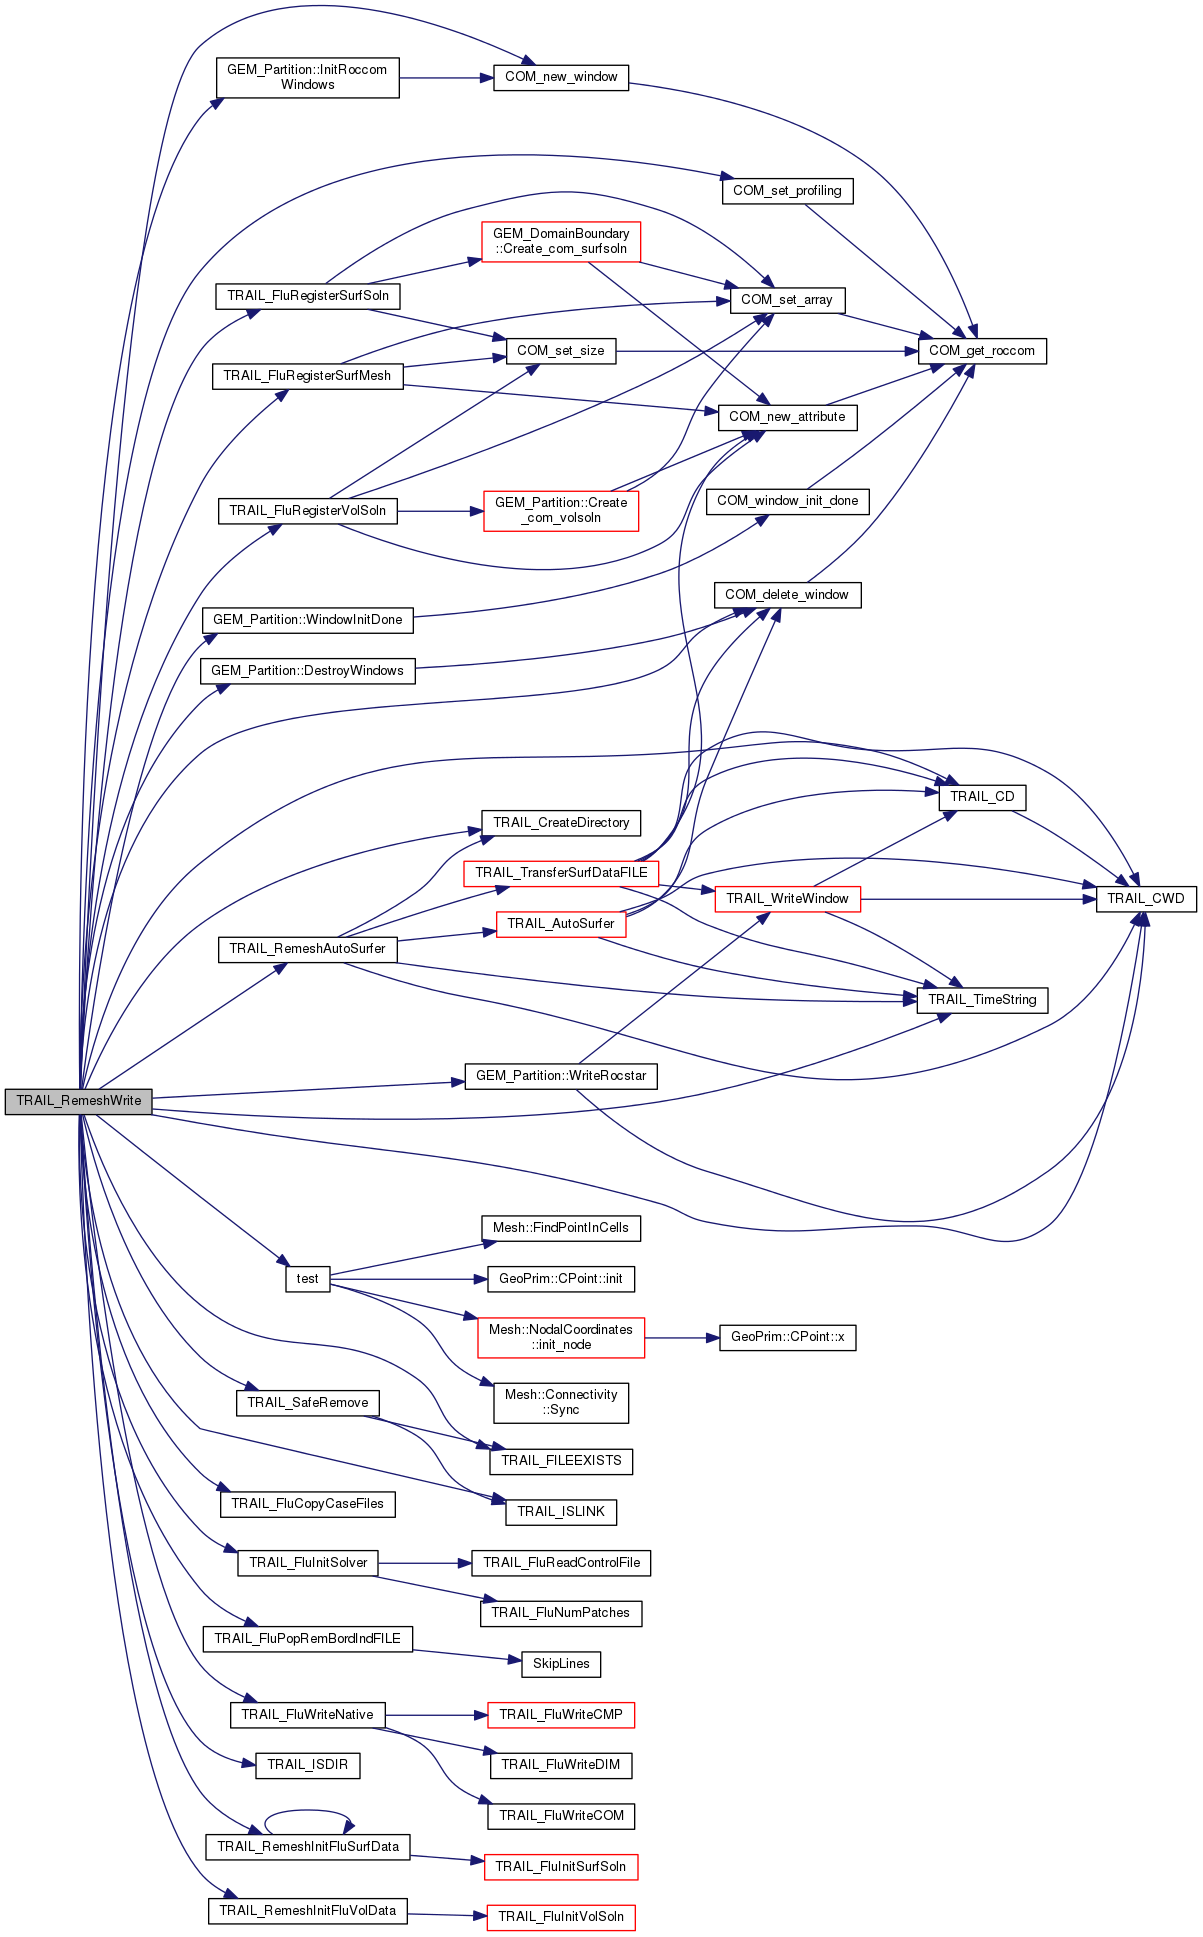 GEM_Partition::InitRoccom
Windows
COM_new_window
COM_set_profiling
GEM_DomainBoundary
::Create_com_surfsoln
TRAIL_FluRegisterSurfSoln
COM_set_array
COM_set_size
COM_get_roccom
TRAIL_FluRegisterSurfMesh
COM_new_attribute
TRAIL_FluRegisterVolSoln
GEM_Partition::Create
_com_volsoln
COM_window_init_done
COM_delete_window
GEM_Partition::WindowInitDone
GEM_Partition::DestroyWindows
TRAIL_CD
TRAIL_CreateDirectory
TRAIL_TransferSurfDataFILE
TRAIL_WriteWindow
TRAIL_CWD
TRAIL_AutoSurfer
TRAIL_RemeshAutoSurfer
TRAIL_TimeString
GEM_Partition::WriteRocstar
TRAIL_RemeshWrite
Mesh::FindPointInCells
test
GeoPrim::CPoint::init
Mesh::NodalCoordinates
::init_node
GeoPrim::CPoint::x
Mesh::Connectivity
::Sync
TRAIL_SafeRemove
TRAIL_FILEEXISTS
TRAIL_FluCopyCaseFiles
TRAIL_ISLINK
TRAIL_FluInitSolver
TRAIL_FluReadControlFile
TRAIL_FluNumPatches
TRAIL_FluPopRemBordIndFILE
SkipLines
TRAIL_FluWriteNative
TRAIL_FluWriteCMP
TRAIL_ISDIR
TRAIL_FluWriteDIM
TRAIL_FluWriteCOM
TRAIL_RemeshInitFluSurfData
TRAIL_FluInitSurfSoln
TRAIL_RemeshInitFluVolData
TRAIL_FluInitVolSoln